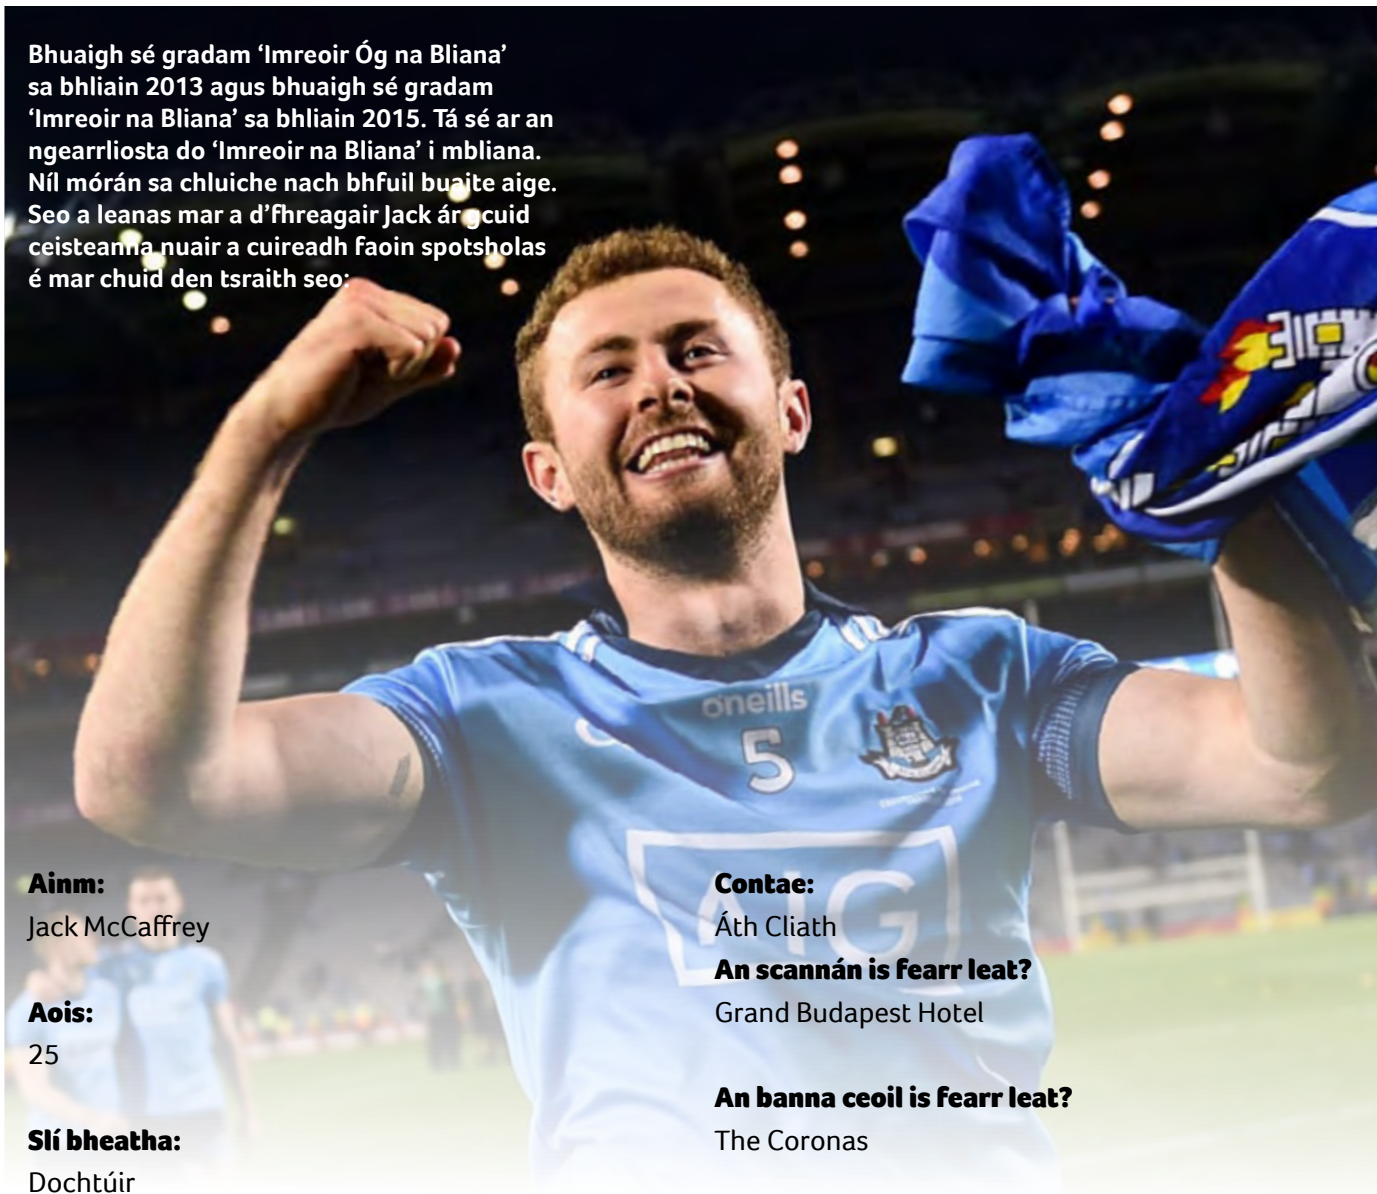 Bhuaigh sé gradam ‘Imreoir Óg na Bliana’
sa bhliain 2013 agus bhuaigh sé gradam
‘Imreoir na Bliana’ sa bhliain 2015. Tá sé ar an
ngearrliosta do ‘Imreoir na Bliana’ i mbliana.
Níl mórán sa chluiche nach bhfuil buaite aige.
Seo a leanas mar a d’fhreagair Jack ár gcuid
ceisteanna nuair a cuireadh faoin spotsholas
é mar chuid den tsraith seo:
oneills
5
AIG
Ainm:
Jack McCaffrey
Aois:
25
Slí bheatha:
Dochtúir
Contae:
Áth Cliath
An scannán is fearr leat?
Grand Budapest Hotel
An banna ceoil is fearr leat?
The Coronas